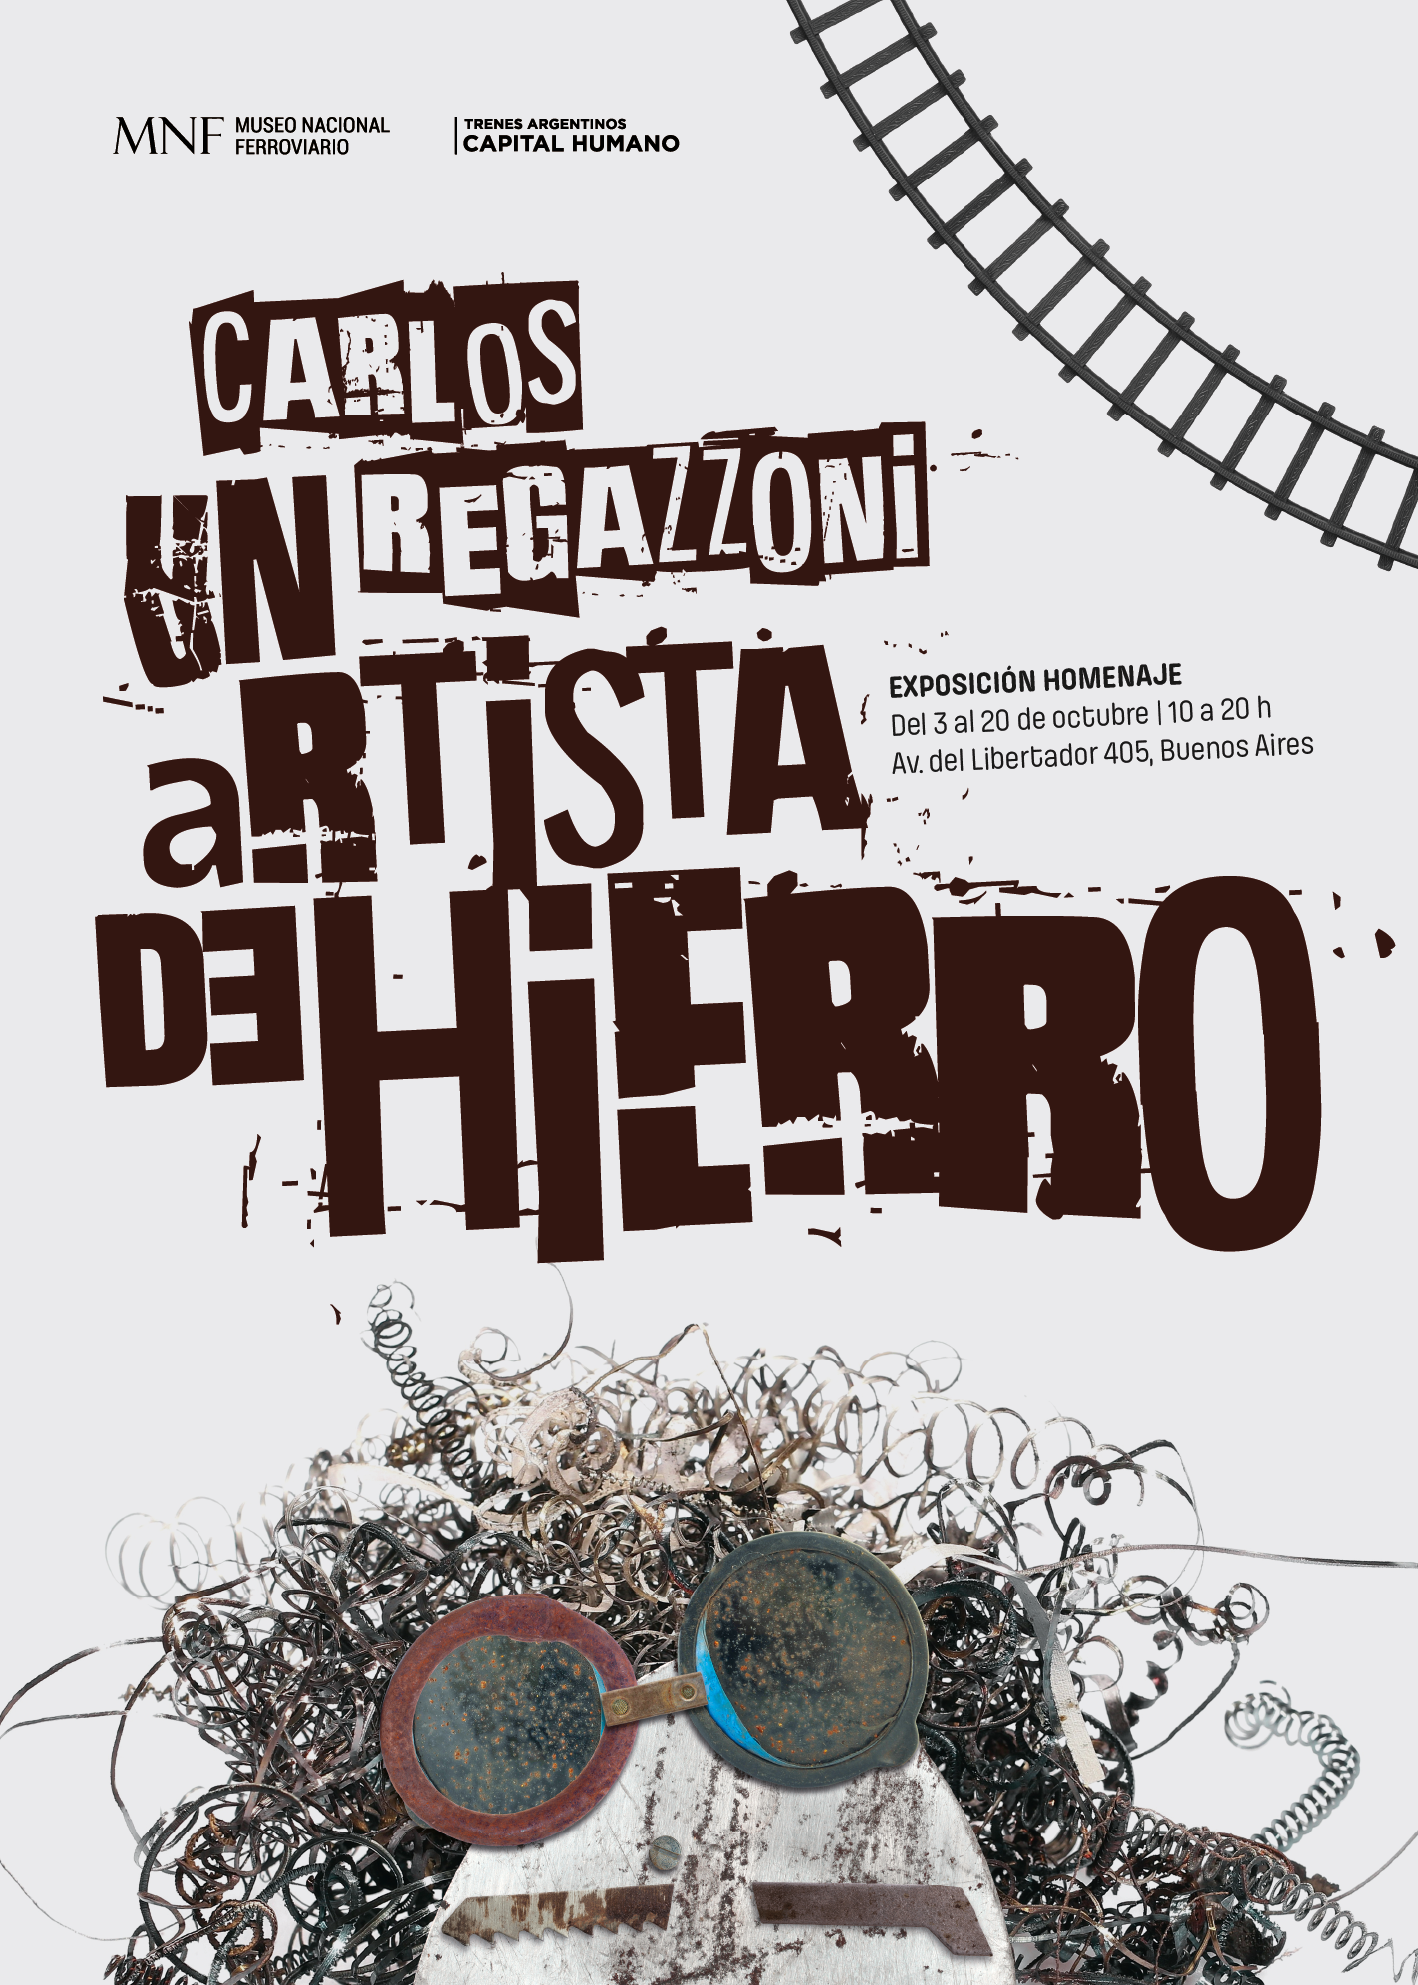 MNF MUSEO NACIONAL FERROVIARIO
TRENES ARGENTINOS
CAPITAL HUMANO
CARLOS
REGAZZONi
UN
aRTiSTA
DE HiERRO
EXPOSICIÓN HOMENAJE
Del 3 al 20 de octubre | 10 a 20 h
Av. del Libertador 405, Buenos Aires